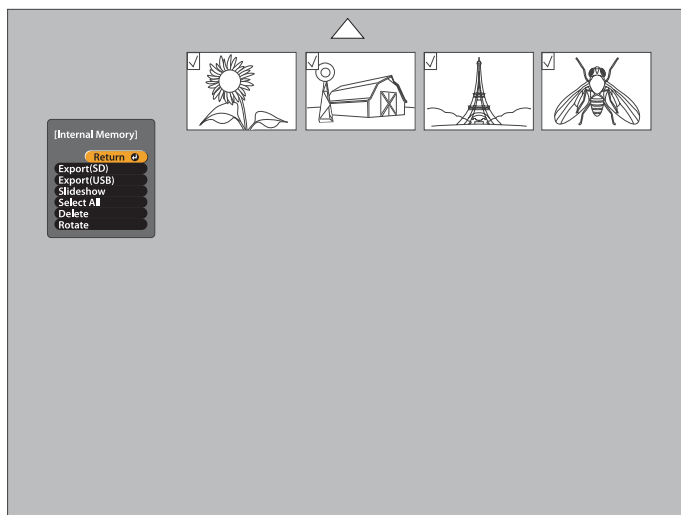 [Internal Memory]
Return
Export(SD)
Export(USB)
Slideshow
Select All
Delete
Rotate